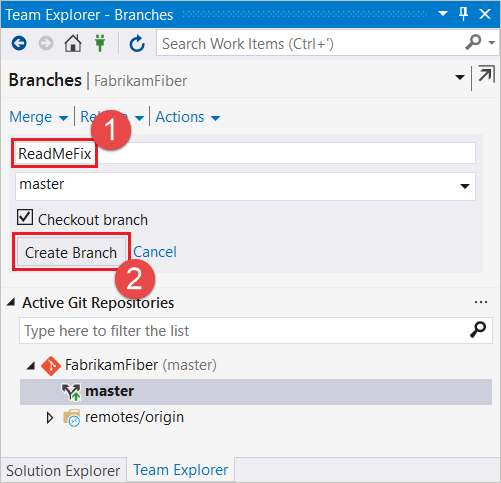 Team Explorer - Branches
Search Work Items (Ctrl+')
Branches | FabrikamFiber
Merge Re Actions
1
ReadMeFix
master
Checkout branch
Create Branch Cancel
2
Active Git Repositories
Type here to filter the list
FabrikamFiber (master)
master
remotes/origin
Solution Explorer Team Explorer